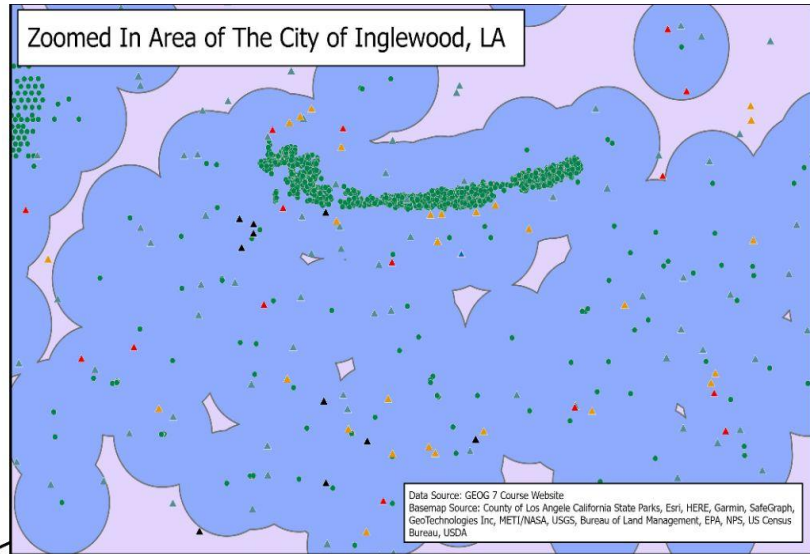 Zoomed In Area of The City of Inglewood, LA
Data Source: GEOG 7 Course Website
Basemap Source: County of Los Angele California State Parks, Esri, HERE, Garmin, SafeGraph,
GeoTechnologies Inc, METI/NASA, USGS, Bureau of Land Management, EPA, NPS, US Census
Bureau, USDA